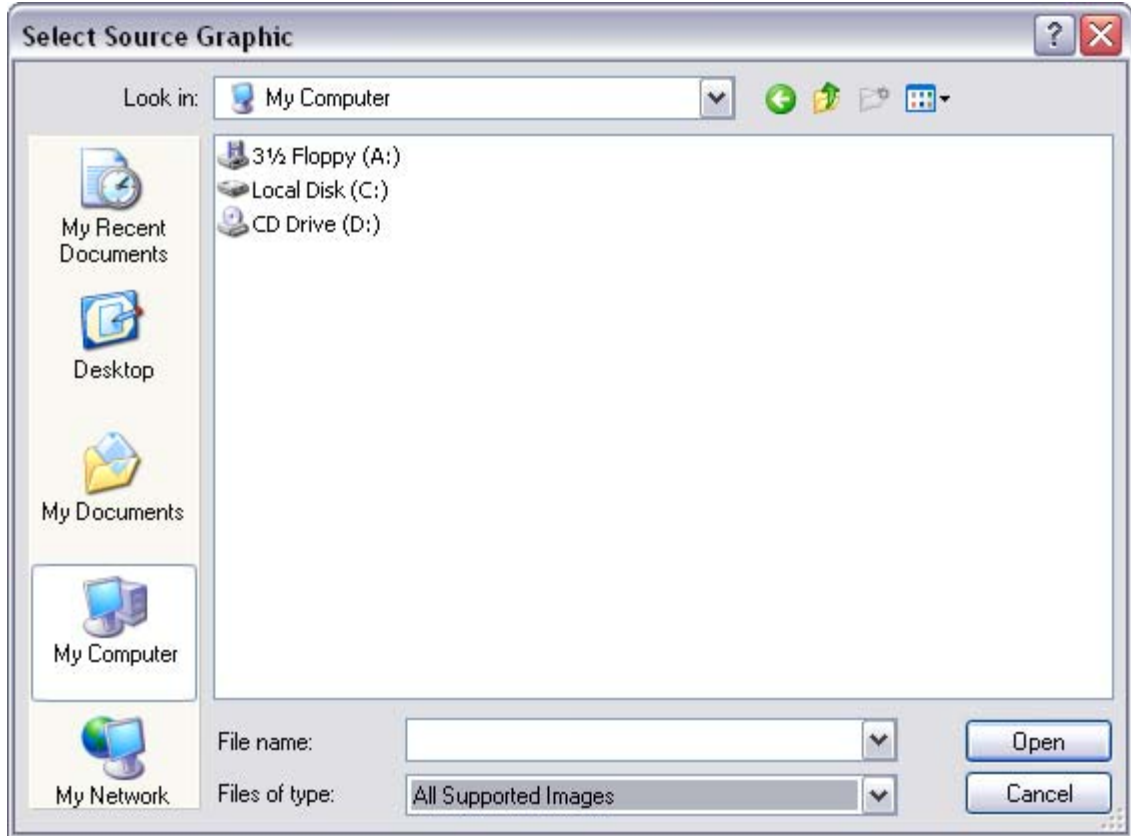 Select Source Graphic
Look in:
My Computer
3½ Floppy (A:)
Local Disk (C:)
CD Drive (D:)
My Recent
Documents
Desktop
My Documents
My Computer
My Network
File name:
Open
Files of type:
All Supported Images
Cancel